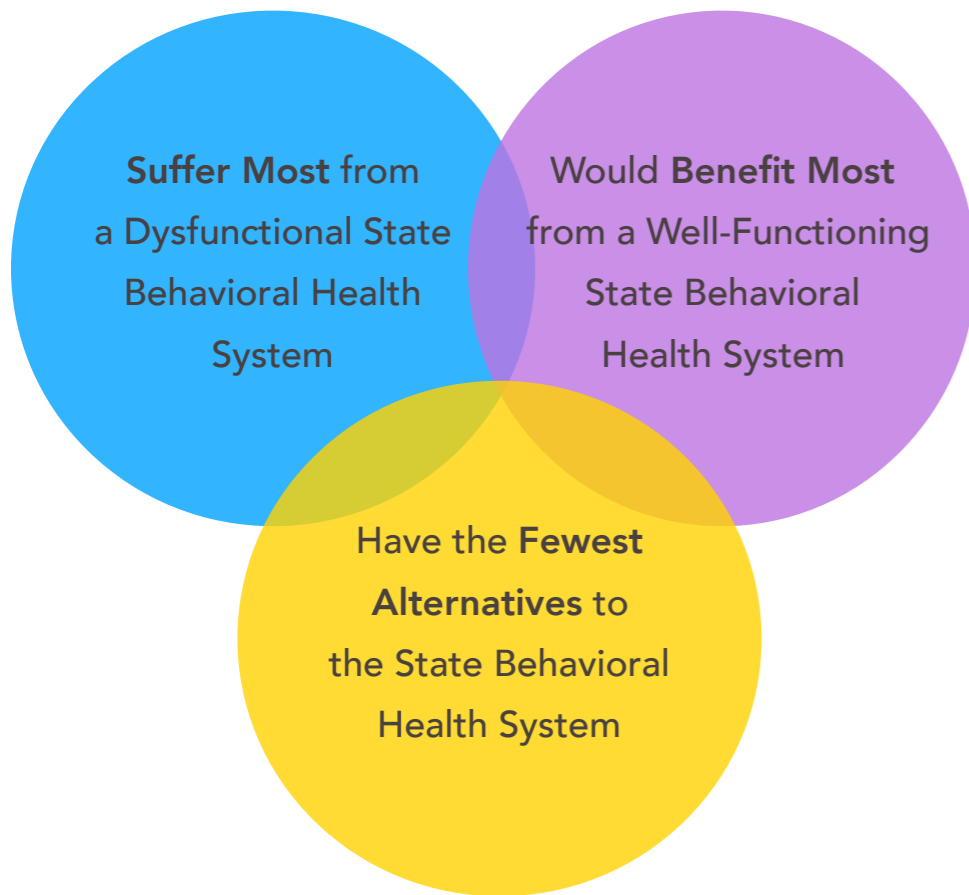 Suffer Most from
a Dysfunctional State
Behavioral Health
System
Would Benefit Most
from a Well-Functioning
State Behavioral
Health System
Have the Fewest
Alternatives to
the State Behavioral
Health System